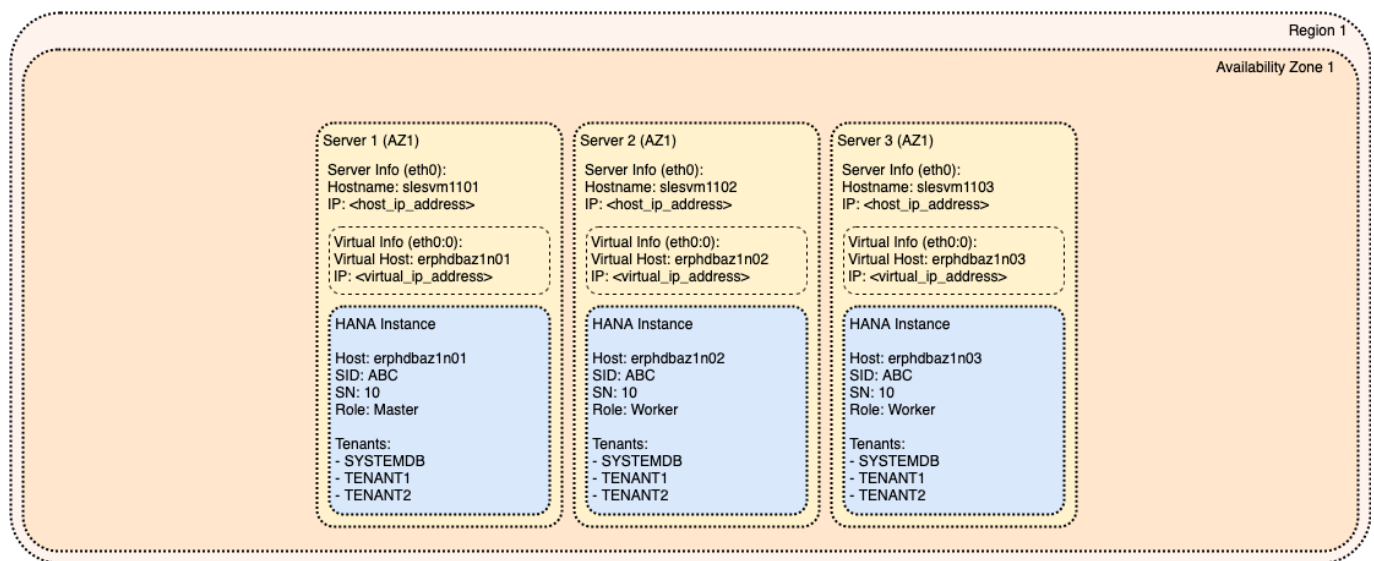 Region 1
Availability Zone 1
Server 1 (AZ1)
Server Info (eth0):
Hostname: slesvm1101
IP: <host_ip_address>
Virtual Info (eth0:0):
Virtual Host: erphdbaz1n01
IP: <virtual_ip_address>
HANA Instance
Host: erphdbaz1n01
SID: ABC
SN: 10
Role: Master
Tenants:
- SYSTEMDB
- TENANT1
- TENANT2
Server 2 (AZ1)
Server Info (eth0):
Hostname: slesvm1102
IP: <host_ip_address>
Virtual Info (eth0:0):
Virtual Host: erphdbaz1n02
IP: <virtual_ip_address>
HANA Instance
Host: erphdbaz1n02
SID: ABC
SN: 10
Role: Worker
Tenants:
- SYSTEMDB
- TENANT1
- TENANT2
Server 3 (AZ1)
Server Info (eth0):
Hostname: slesvm1103
IP: <host_ip_address>
Virtual Info (eth0:0):
Virtual Host: erphdbaz1n03
IP: <virtual_ip_address>
HANA Instance
Host: erphdbaz1n03
SID: ABC
SN: 10
Role: Worker
Tenants:
- SYSTEMDB
- TENANT1
- TENANT2